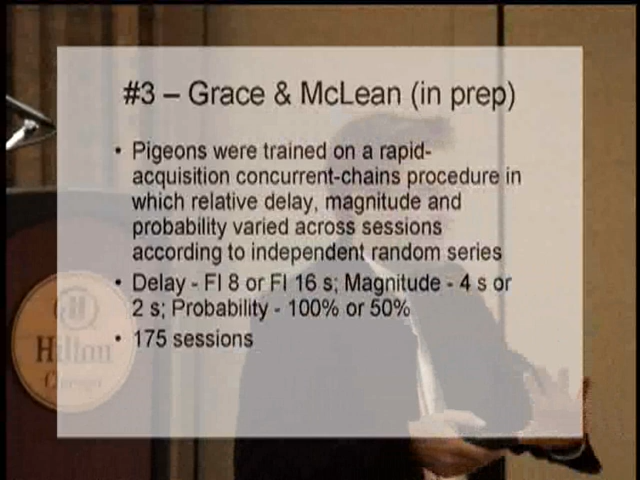 #3 – Grace & McLean (in prep)
• Pigeons were trained on a rapid-
acquisition concurrent-chains procedure in
which relative delay, magnitude and
probability varied across sessions
according to independent random series
• Delay - FI 8 or FI 16 s; Magnitude - 4 s or
2 s; Probability - 100% or 50%
• 175 sessions
Hilton
Chicago